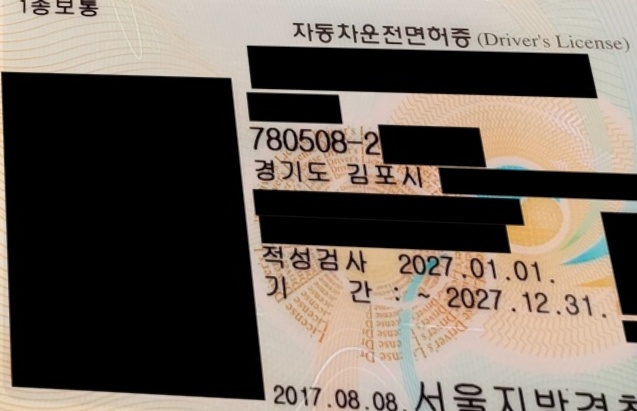 1종보통
자동차운전면허증 (Driver's License)
780508-2
경기도 김포시
적성검사 2027.01.01.
기 간 : ~ 2027.12.31.
2017.08.08. 서울지방경찰